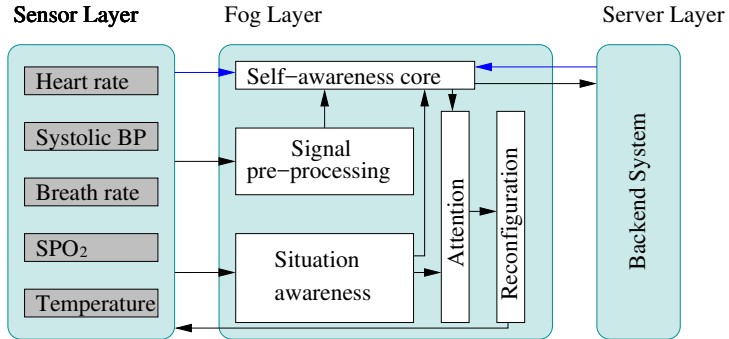 Sensor Layer
Fog Layer
Server Layer
Heart rate
Systolic BP
Breath rate
SPO₂
Temperature
Self−awareness core
Signal
pre−processing
Situation
awareness
Attention
Reconfiguration
Backend System